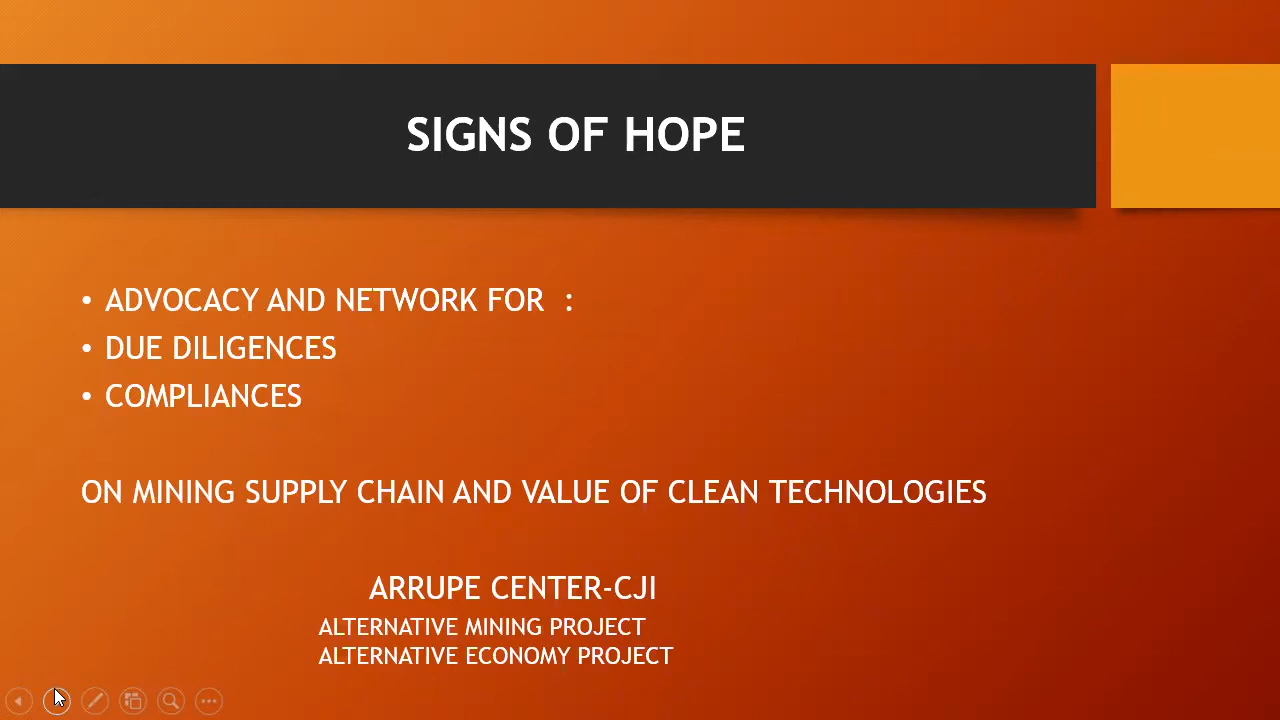 SIGNS OF HOPE
• ADVOCACY AND NETWORK FOR  :
• DUE DILIGENCES
• COMPLIANCES
ON MINING SUPPLY CHAIN AND VALUE OF CLEAN TECHNOLOGIES
ARRUPE CENTER-CJI
ALTERNATIVE MINING PROJECT
ALTERNATIVE ECONOMY PROJECT